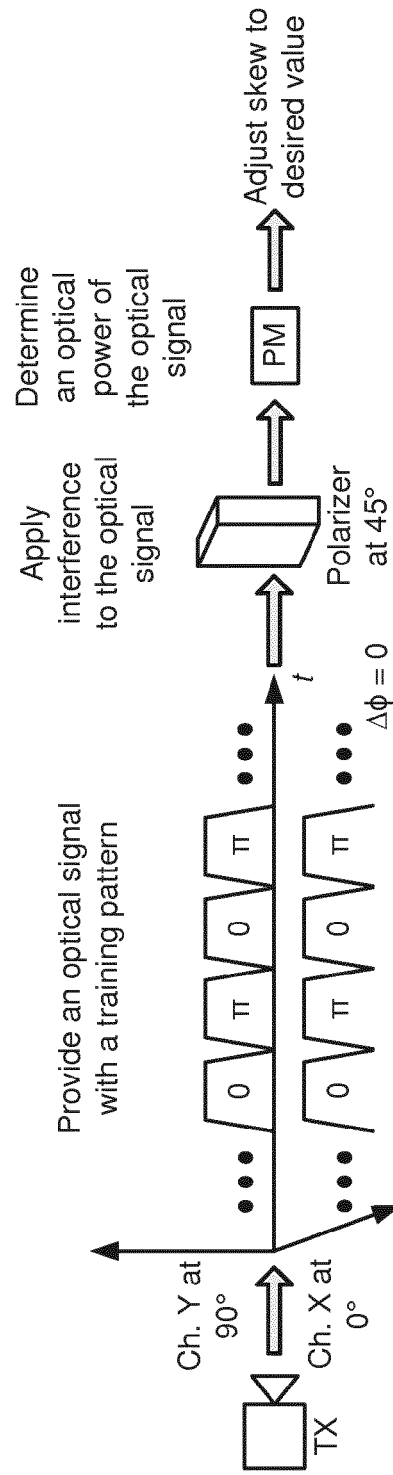 TX
Ch. Y at
90°
Ch. X at
0°
Provide an optical signal
with a training pattern
0
π
0
π
0
π
0
π
t
Δϕ = 0
Apply
interference
to the optical
signal
Polarizer
at 45°
Determine
an optical
power of
the optical
signal
PM
Adjust skew to
desired value